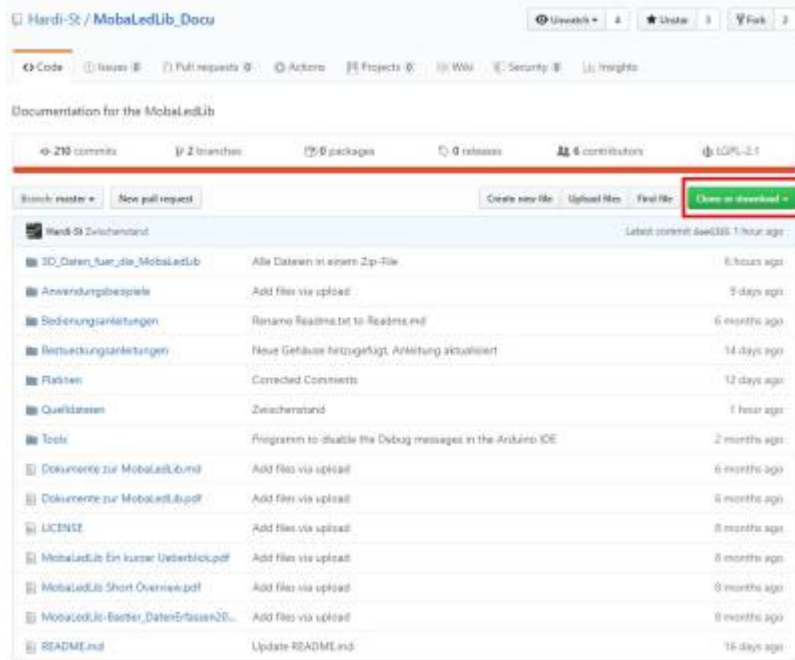 Hardi-St / MobaLedLib_Docu
Unwatch 4 Unstar 3 Fork 2
Code Issues 0 Pull requests 0 Actions Projects 0 Wiki Security 0 Insights
Documentation for the MobaLedLib
210 commits 2 branches 0 packages 0 releases 6 contributors LGPL-2.1
Branch: master New pull request Create new file Upload files Find file Clone or download
Hardi-St Zwischenstand Latest commit 1 hour ago
3D_Daten_fuer_die_MobaLedLib Alle Dateien in einem Zip-File 6 hours ago
Anwendungsbeispiele Add files via upload 9 days ago
Bedienungsanleitungen Rename Readme.txt to Readme.md 6 months ago
Bestueckungsanleitungen Neue Gehäuse hinzugefügt, Anleitung aktualisiert 14 days ago
Platinen Corrected Comments 12 days ago
Quelldateien Zwischenstand 1 hour ago
Tools Programm to disable the Debug messages in the Arduino IDE 2 months ago
Dokumente zur MobaLedLib.md Add files via upload 6 months ago
Dokumente zur MobaLedLib.pdf Add files via upload 6 months ago
LICENSE Add files via upload 8 months ago
MobaLedLib Ein kurzer Ueberblick.pdf Add files via upload 8 months ago
MobaLedLib Short Overview.pdf Add files via upload 8 months ago
MobaLedLib-Bastler_DatenErfassen20... Add files via upload 8 months ago
README.md Update README.md 16 days ago